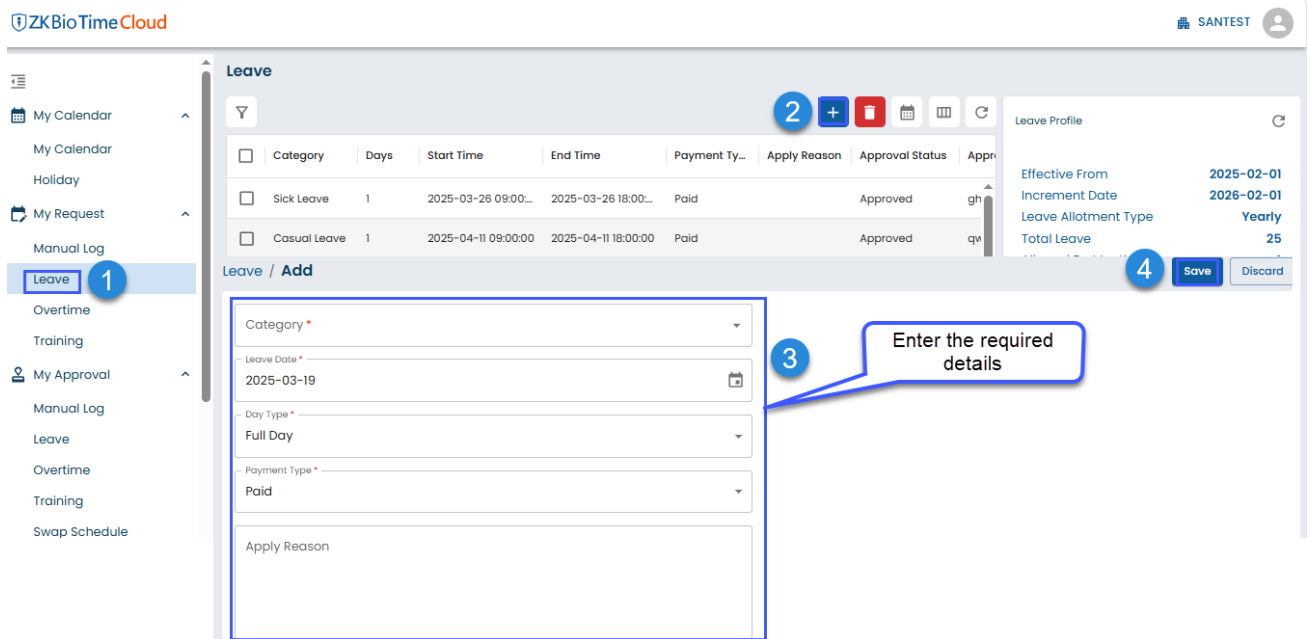 ZKBioTime Cloud
SANTEST
My Calendar
My Calendar
Holiday
My Request
Manual Log
Leave
1
Overtime
Training
My Approval
Manual Log
Leave
Overtime
Training
Swap Schedule
Leave
2
+
Category Days Start Time End Time Payment Ty... Apply Reason Approval Status Appr
Sick Leave 1 2025-03-26 09:00:... 2025-03-26 18:00:... Paid Approved gh
Casual Leave 1 2025-04-11 09:00:00 2025-04-11 18:00:00 Paid Approved qw
Leave Profile
Effective From 2025-02-01
Increment Date 2026-02-01
Leave Allotment Type Yearly
Total Leave 25
Leave / Add
4
Save
Discard
Category *
Leave Date *
2025-03-19
Day Type *
Full Day
Payment Type *
Paid
Apply Reason
3
Enter the required
details